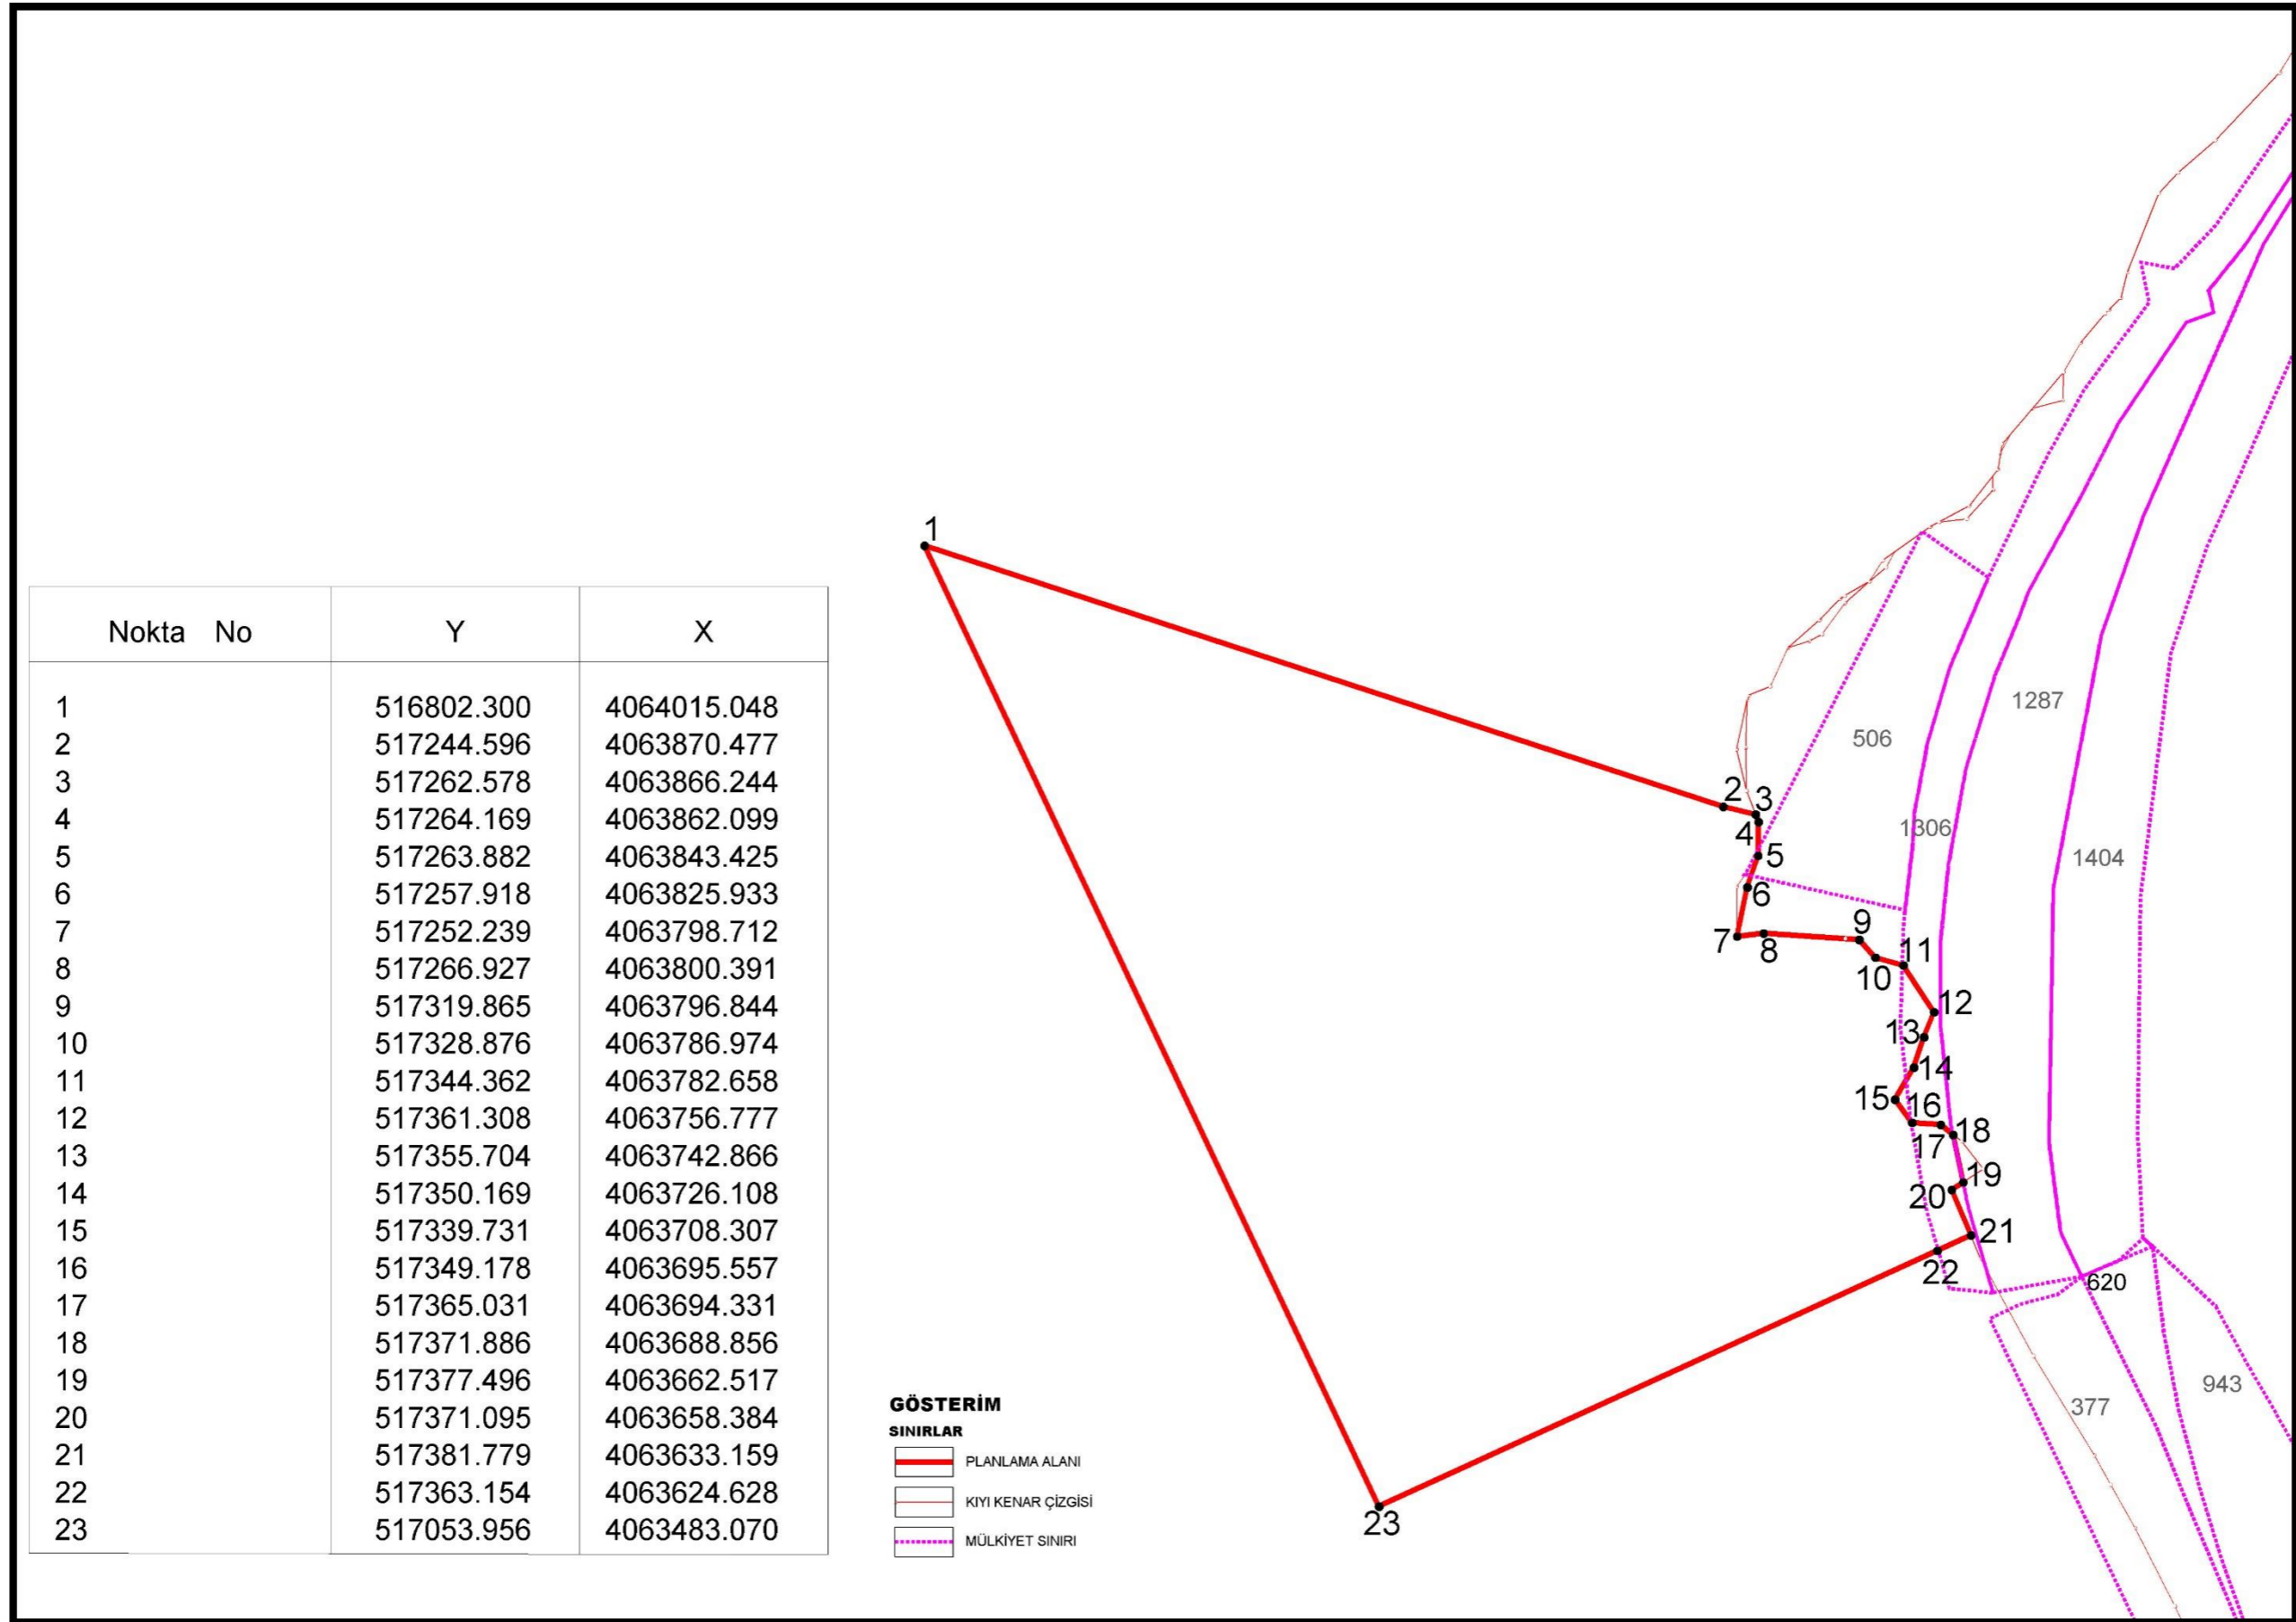 Nokta No Y X
1 516802.300 4064015.048
2 517244.596 4063870.477
3 517262.578 4063866.244
4 517264.169 4063862.099
5 517263.882 4063843.425
6 517257.918 4063825.933
7 517252.239 4063798.712
8 517266.927 4063800.391
9 517319.865 4063796.844
10 517328.876 4063786.974
11 517344.362 4063782.658
12 517361.308 4063756.777
13 517355.704 4063742.866
14 517350.169 4063726.108
15 517339.731 4063708.307
16 517349.178 4063695.557
17 517365.031 4063694.331
18 517371.886 4063688.856
19 517377.496 4063662.517
20 517371.095 4063658.384
21 517381.779 4063633.159
22 517363.154 4063624.628
23 517053.956 4063483.070
GÖSTERİM
SINIRLAR
PLANLAMA ALANI
KIYI KENAR ÇİZGİSİ
MÜLKİYET SINIRI
1
2
3
4
5
6
7
8
9
10
11
12
13
14
15
16
17
18
19
20
21
22
23
506
1287
1306
1404
620
377
943